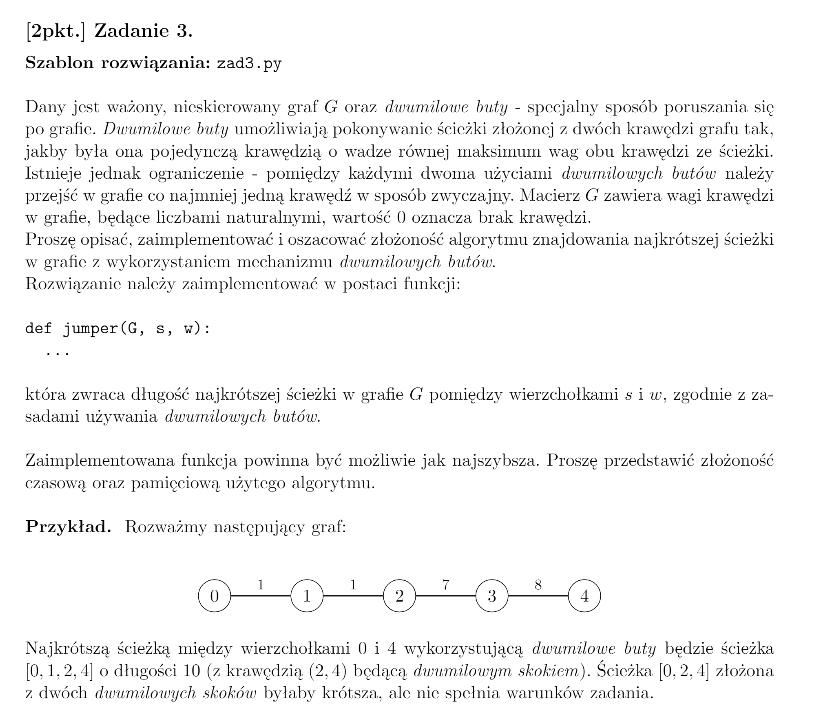 [2pkt.] Zadanie 3.
Szablon rozwiązania: zad3.py
Dany jest ważony, nieskierowany graf G oraz dwumilowe buty - specjalny sposób poruszania się
po grafie. Dwumilowe buty umożliwiają pokonywanie ścieżki złożonej z dwóch krawędzi grafu tak,
jakby była ona pojedynczą krawędzią o wadze równej maksimum wag obu krawędzi ze ścieżki.
Istnieje jednak ograniczenie - pomiędzy każdymi dwoma użyciami dwumilowych butów należy
przejść w grafie co najmniej jedną krawędź w sposób zwyczajny. Macierz G zawiera wagi krawędzi
w grafie, będące liczbami naturalnymi, wartość 0 oznacza brak krawędzi.
Proszę opisać, zaimplementować i oszacować złożoność algorytmu znajdowania najkrótszej ścieżki
w grafie z wykorzystaniem mechanizmu dwumilowych butów.
Rozwiązanie należy zaimplementować w postaci funkcji:
def jumper(G, s, w):
...
która zwraca długość najkrótszej ścieżki w grafie G pomiędzy wierzchołkami s i w, zgodnie z za-
sadami używania dwumilowych butów.
Zaimplementowana funkcja powinna być możliwie jak najszybsza. Proszę przedstawić złożoność
czasową oraz pamięciową użytego algorytmu.
Przykład. Rozważmy następujący graf:
1 1 7 8
0 1 2 3 4
Najkrótszą ścieżką między wierzchołkami 0 i 4 wykorzystującą dwumilowe buty będzie ścieżka
[0, 1, 2, 4] o długości 10 (z krawędzią (2, 4) będącą dwumilowym skokiem). Ścieżka [0, 2, 4] złożona
z dwóch dwumilowych skoków byłaby krótsza, ale nie spełnia warunków zadania.